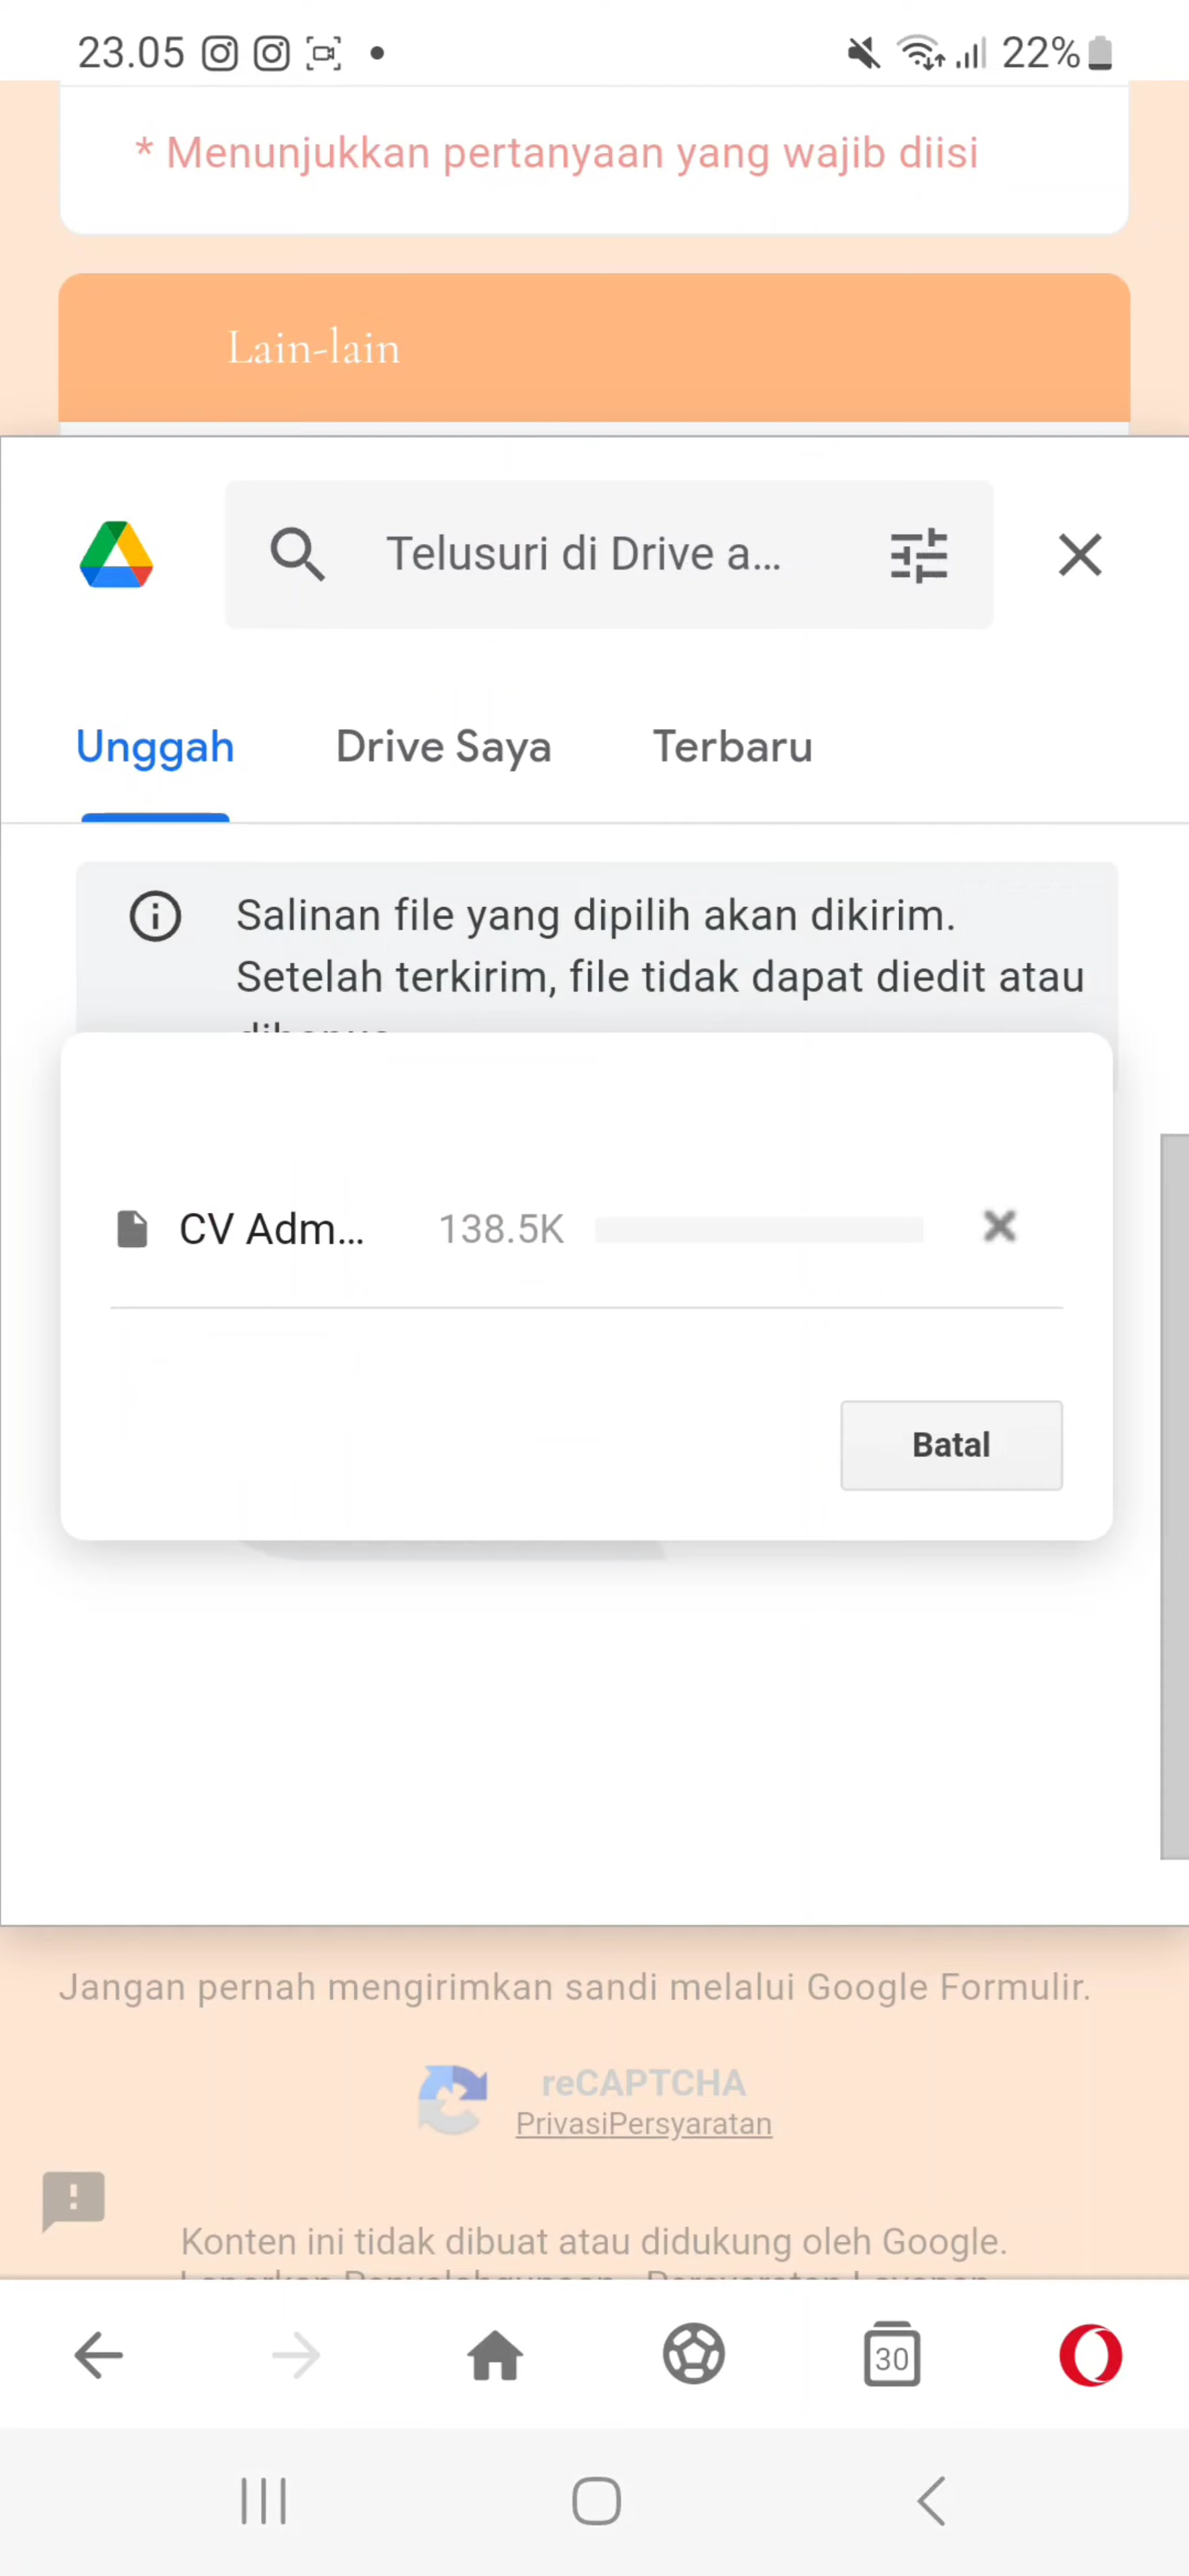 23.05
22%
* Menunjukkan pertanyaan yang wajib diisi
Lain-lain
Telusuri di Drive a...
Unggah
Drive Saya
Terbaru
Salinan file yang dipilih akan dikirim.
Setelah terkirim, file tidak dapat diedit atau
CV Adm...
138.5K
Batal
Jangan pernah mengirimkan sandi melalui Google Formulir.
reCAPTCHA
PrivasiPersyaratan
Konten ini tidak dibuat atau didukung oleh Google.
30